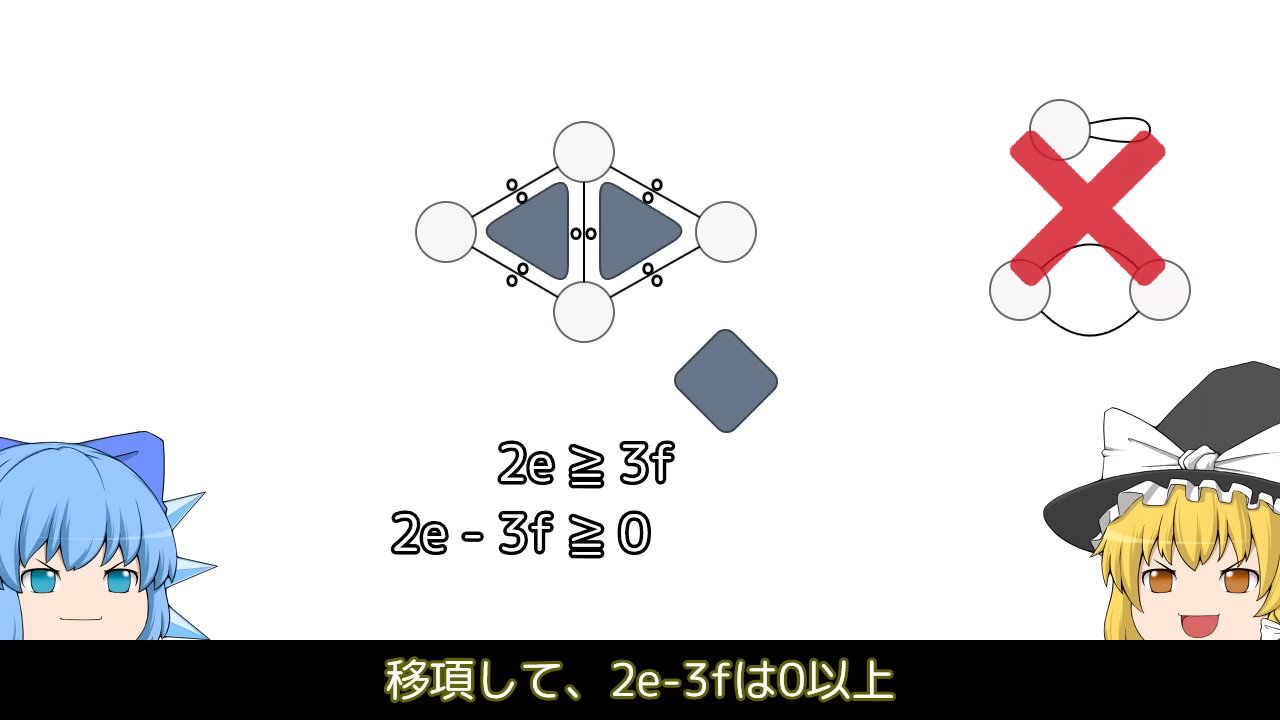 2e ≧ 3f
2e - 3f ≧ 0
移項して、2e-3fは0以上